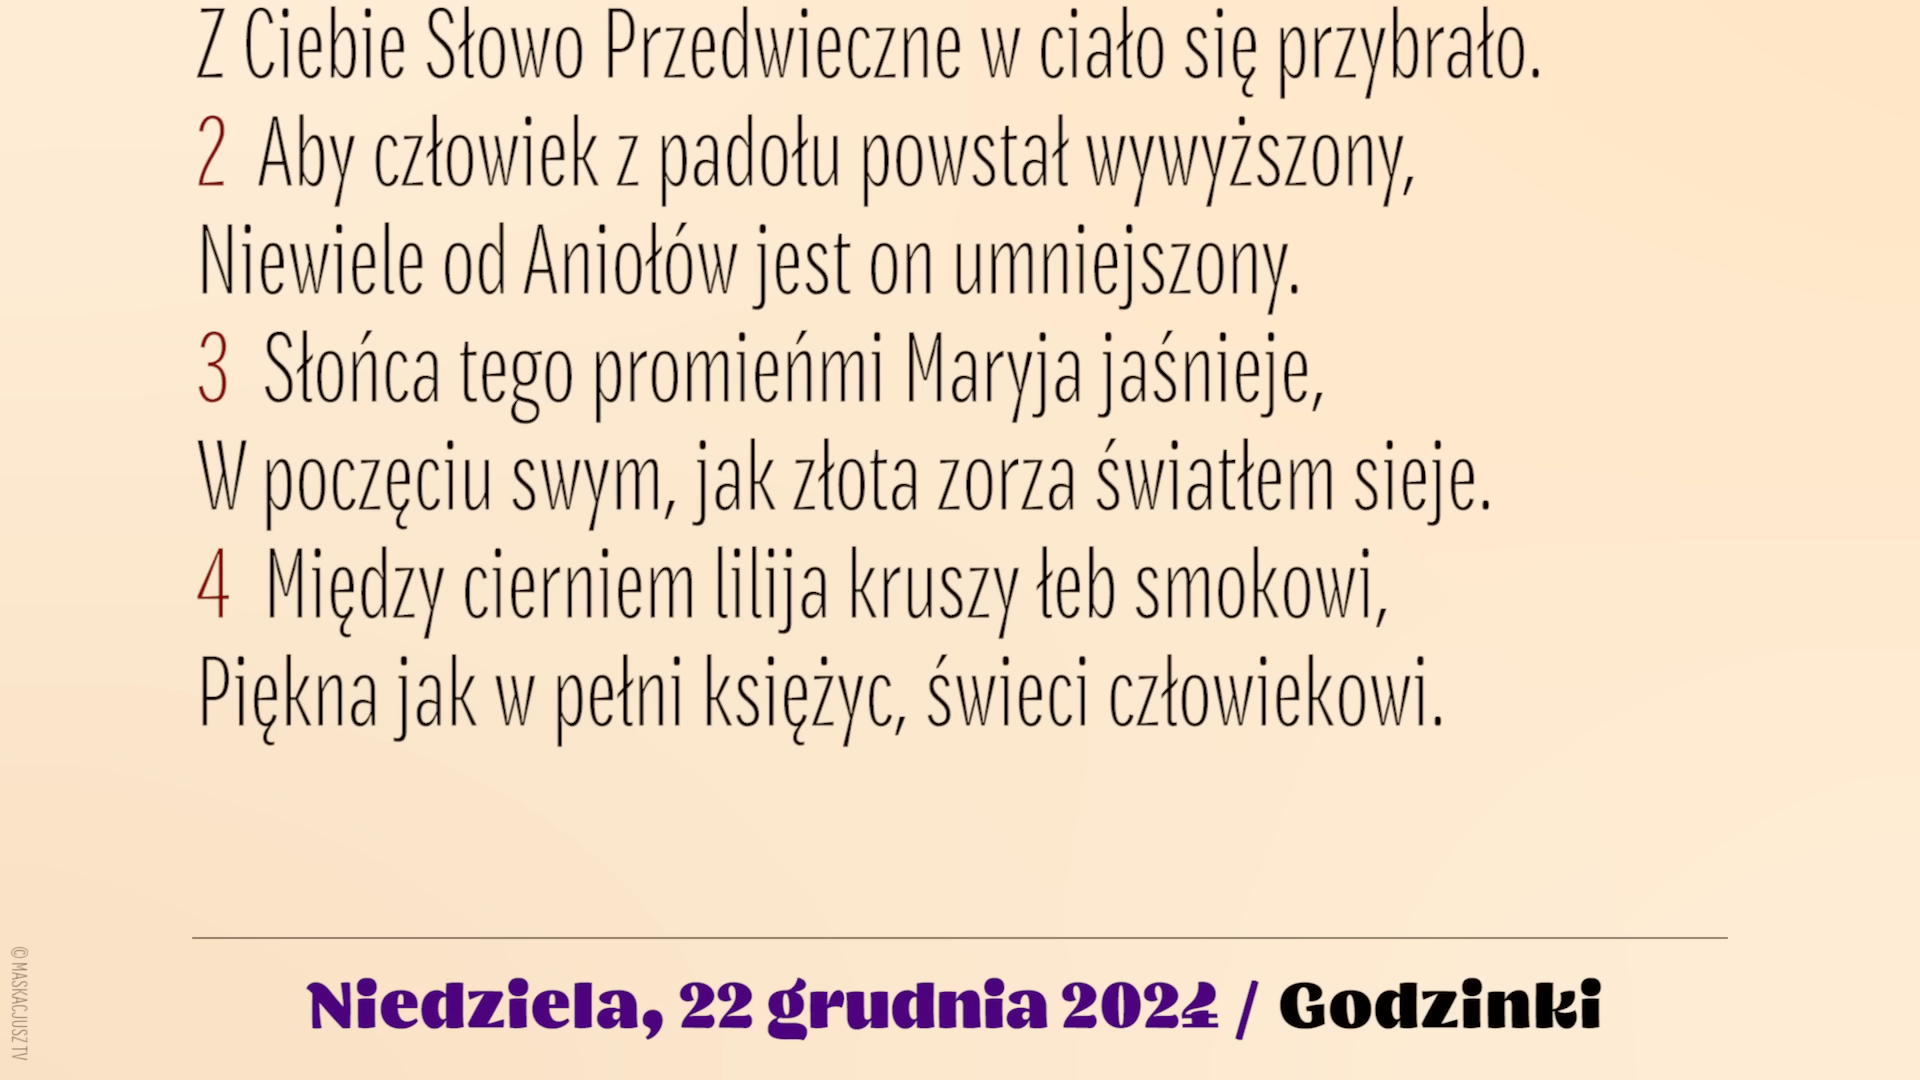 Z Ciebie Słowo Przedwieczne w ciało się przybrało.
2 Aby człowiek z padołu powstał wywyższony,
Niewiele od Aniołów jest on umniejszony.
3 Słońca tego promieńmi Maryja jaśnieje,
W poczęciu swym, jak złota zorza światłem sieje.
4 Między cierniem lilija kruszy łeb smokowi,
Piękna jak w pełni księżyc, świeci człowiekowi.
Niedziela, 22 grudnia 2024 / Godzinki
© MASKACJUSZ TV